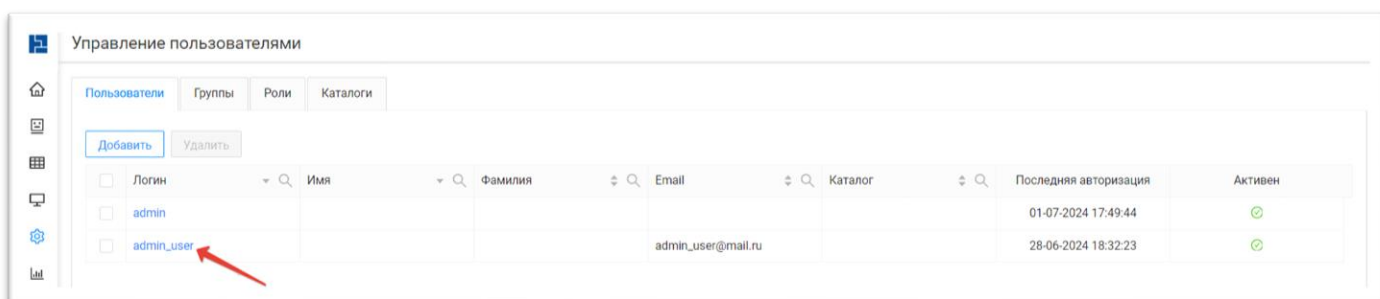 Управление пользователями
Пользователи Группы Роли Каталоги
Добавить Удалить
Логин Имя Фамилия Email Каталог Последняя авторизация Активен
admin 01-07-2024 17:49:44
admin_user admin_user@mail.ru 28-06-2024 18:32:23